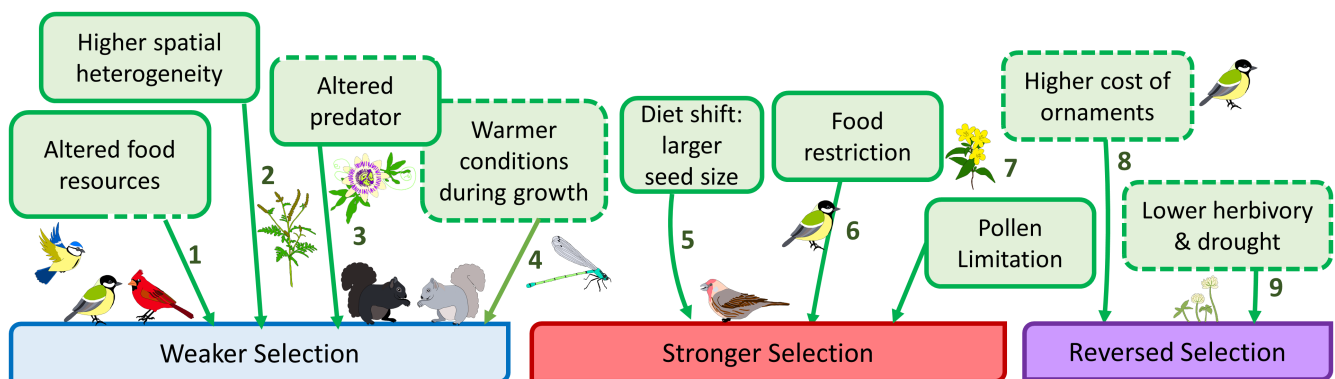 Higher spatial
heterogeneity
Altered food
resources
Altered
predator
Warmer
conditions
during growth
1
2
3
4
Weaker Selection
Diet shift:
larger
seed size
Food
restriction
Pollen
Limitation
5
6
7
Stronger Selection
Higher cost of
ornaments
Lower herbivory
& drought
8
9
Reversed Selection